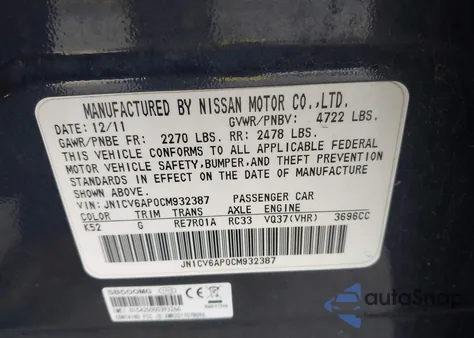 MANUFACTURED BY NISSAN MOTOR CO.,LTD.
DATE: 12/11 GVWR/PNBV: 4722 LBS.
GAWR/PNBE FR: 2270 LBS. RR: 2478 LBS.
THIS VEHICLE CONFORMS TO ALL APPLICABLE FEDERAL
MOTOR VEHICLE SAFETY,BUMPER,AND THEFT PREVENTION
STANDARDS IN EFFECT ON THE DATE OF MANUFACTURE
SHOWN ABOVE.
VIN: JN1CV6AP0CM932387 PASSENGER CAR
COLOR TRIM TRANS AXLE ENGINE
K52 G RE7R01A RC33 VQ37(VHR) 3696CC
JN1CV6AP0CM932387
SB500MG
autoSnap